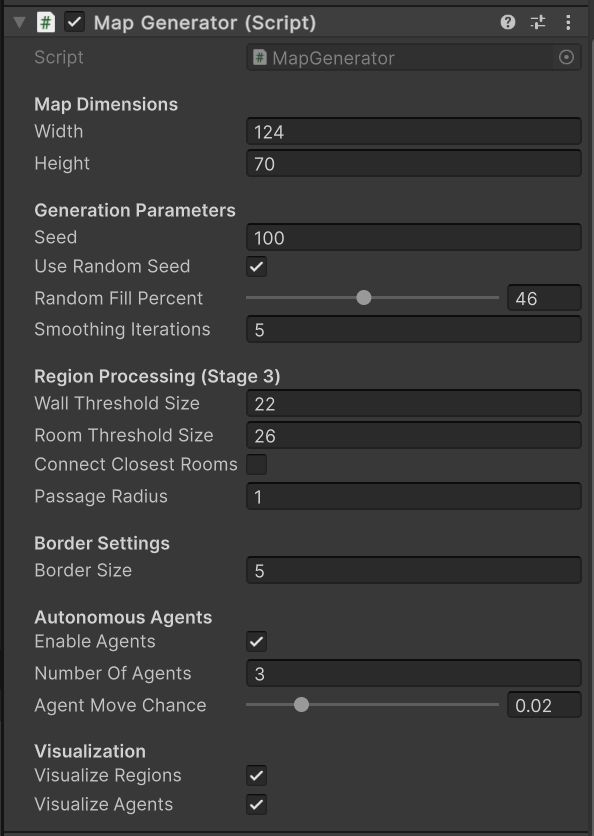 Map Generator (Script)
Script MapGenerator
Map Dimensions
Width 124
Height 70
Generation Parameters
Seed 100
Use Random Seed
Random Fill Percent 46
Smoothing Iterations 5
Region Processing (Stage 3)
Wall Threshold Size 22
Room Threshold Size 26
Connect Closest Rooms
Passage Radius 1
Border Settings
Border Size 5
Autonomous Agents
Enable Agents
Number Of Agents 3
Agent Move Chance 0.02
Visualization
Visualize Regions
Visualize Agents